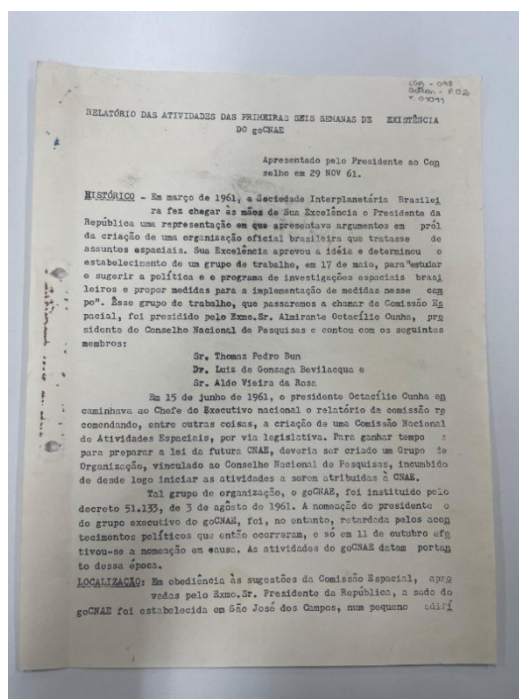 RELATÓRIO DAS ATIVIDADES DAS PRIMEIRAS SEIS SEMANAS DE EXISTÊNCIA
DO goCNAE
Apresentado pelo Presidente ao Con
selho em 29 NOV 61.
HISTÓRICO - Em março de 1961, a Sociedade Interplanetária Brasilei
ra fez chegar às mãos de Sua Excelência o Presidente da
República uma representação em que apresentava argumentos em pról
da criação de uma organização oficial brasileira que tratasse de
assuntos espaciais. Sua Excelência aprovou a idéia e determinou o
estabelecimento de um grupo de trabalho, em 17 de maio, para "estudar
e sugerir a política e o programa de investigações espaciais brasi
leiros e propor medidas para a implementação de medidas nesse cam
po". Êsse grupo de trabalho, que passaremos a chamar de Comissão Es
pacial, foi presidido pelo Exmo.Sr. Almirante Octacílio Cunha, pre
sidente do Conselho Nacional de Pesquisas e contou com os seguintes
membros:
Sr. Thomas Pedro Bun
Dr. Luiz de Gonzaga Bevilacqua e
Sr. Aldo Vieira da Rosa
Em 15 de junho de 1961, o presidente Octacílio Cunha en
caminhava ao Chefe do Executivo nacional o relatório da comissão re
comendando, entre outras coisas, a criação de uma Comissão Nacional
de Atividades Espaciais, por via legislativa. Para ganhar tempo a
para preparar a lei da futura CNAE, deveria ser criado um Grupo de
Organização, vinculado ao Conselho Nacional de Pesquisas, incumbido
de desde logo iniciar as atividades a serem atribuidas à CNAE.
Tal grupo de organização, o goCNAE, foi instituido pelo
decreto 51.133, de 3 de agôsto de 1961. A nomeação do presidente o
do grupo executivo do goCNAE, foi, no entanto, retardada pelos acon
tecimentos políticos que então ocorreram, e só em 11 de outubro efe
tivou-se a nomeação em causa. As atividades do goCNAE datam portan
to dessa época.
LOCALIZAÇÃO: Em obediência às sugestões da Comissão Espacial, apro
vadas pelo Exmo.Sr. Presidente da República, a sede do
goCNAE foi estabelecida em São José dos Campos, num pequeno edifí